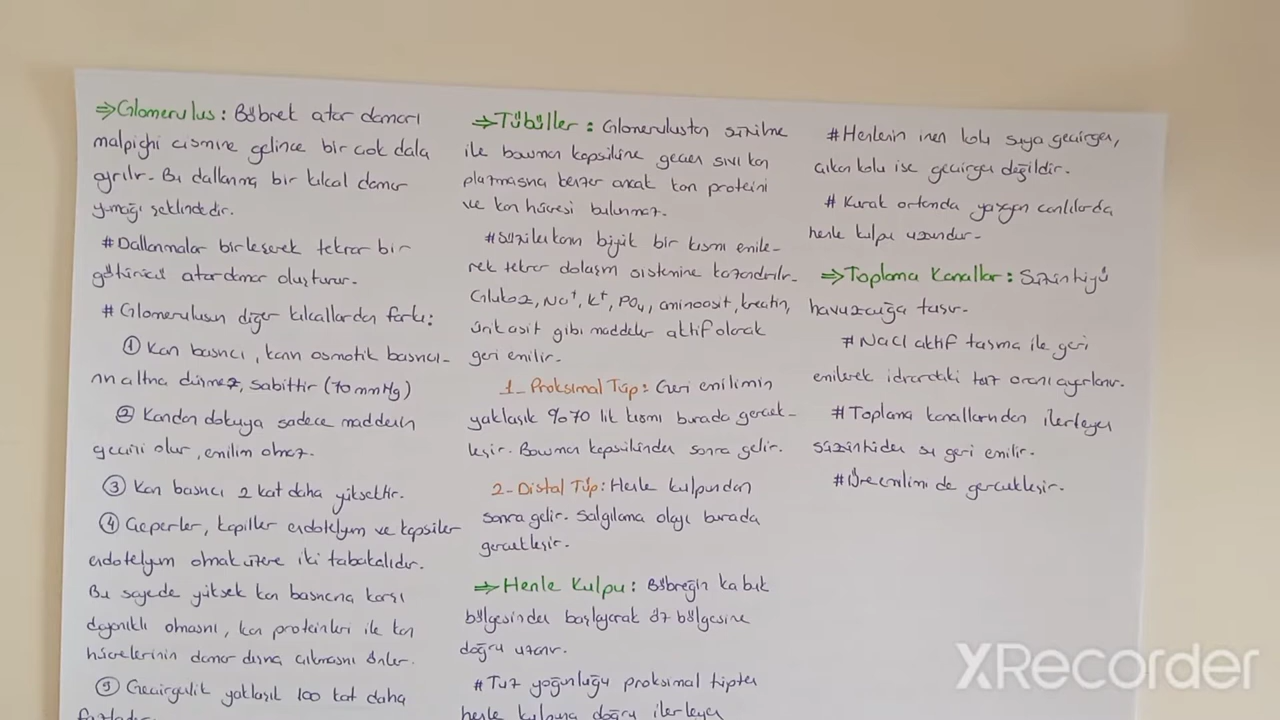 ⇒Glomerulus: Böbrek atar damarı
malpighi cismine gelince bir çok dala
ayrılır. Bu dallanma bir kılcal damar
yumağı şeklindedir.
#Dallanmalar birleşerek tekrar bir
götürücü atardamar oluşturur.
#Glomerulusun diğer kılcallardan farkı:
① Kan basıncı, kanın osmotik basıncı-
nın altına düşmez, sabittir (70 mmHg)
② Kandan dokuya sadece maddenin
geçişi olur, emilim olmaz.
③ Kan basıncı 2 kat daha yüksektir.
④ Çeperler, kapiller endotelyum ve kapsüler
endotelyum olmak üzere iki tabakalıdır.
Bu sayede yüksek kan basıncına karşı
dayanıklı olmasını, kan proteinleri ile kan
hücrelerinin damar dışına çıkmasını önler.
⑤ Geçirgenlik yaklaşık 100 kat daha
fazladır.
⇒Tübüller: Glomerulustan süzülme
ile bowman kapsülüne geçen sıvı kan
plazmasına benzer ancak kan proteini
ve kan hücresi bulunmaz.
#Süzülenlerin büyük bir kısmı emile-
rek tekrar dolaşım sistemine kazandırılır.
Glukoz, Na⁺, K⁺, PO₄, aminoasit, kreatin,
ürik asit gibi maddeler aktif olarak
geri emilir.
1- Proksimal Tüp: Geri emilimin
yaklaşık %70 lik kısmı burada gerçek-
leşir. Bowman kapsülünden sonra gelir.
2- Distal Tüp: Henle kulpundan
sonra gelir. Salgılama olayı burada
gerçekleşir.
⇒Henle Kulpu: Böbreğin kabuk
bölgesinden başlayarak öz bölgesine
doğru uzanır.
#Tuz yoğunluğu proksimal tüpten
henle kulpuna doğru ilerleyen
#Henlenin inen kolu suya geçirgen,
çıkan kolu ise geçirgen değildir.
#Kurak ortamda yaşayan canlılarda
henle kulpu uzundur.
⇒Toplama Kanalları: Süzüntüyü
havuzcuğa taşır.
#NaCl aktif taşıma ile geri
emilerek idrardaki tuz oranı ayarlanır.
#Toplama kanallarından ilerleyen
süzüntüden su geri emilir.
#Üre emilimi de gerçekleşir.
XRecorder